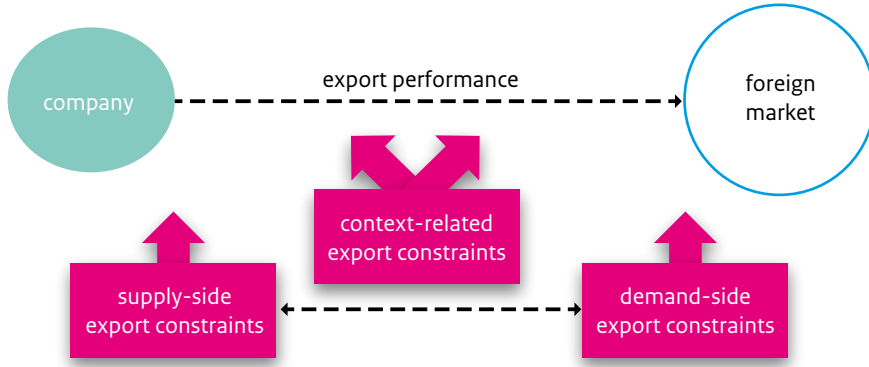 export performance
company
foreign
market
context-related
export constraints
supply-side
export constraints
demand-side
export constraints